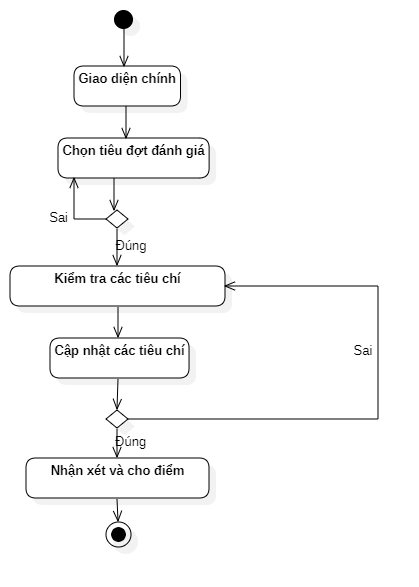 Giao diện chính
Chọn tiêu đợt đánh giá
Sai
Đúng
Kiểm tra các tiêu chí
Cập nhật các tiêu chí
Sai
Đúng
Nhận xét và cho điểm